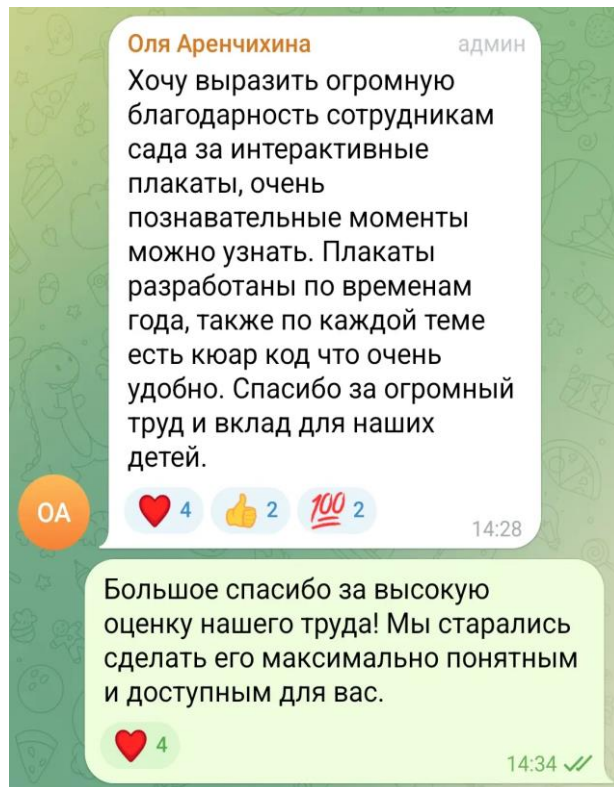 Оля Аренчихина админ
Хочу выразить огромную
благодарность сотрудникам
сада за интерактивные
плакаты, очень
познавательные моменты
можно узнать. Плакаты
разработаны по временам
года, также по каждой теме
есть кюар код что очень
удобно. Спасибо за огромный
труд и вклад для наших
детей.
ОА
4 2 100 2
14:28
Большое спасибо за высокую
оценку нашего труда! Мы старались
сделать его максимально понятным
и доступным для вас.
4
14:34